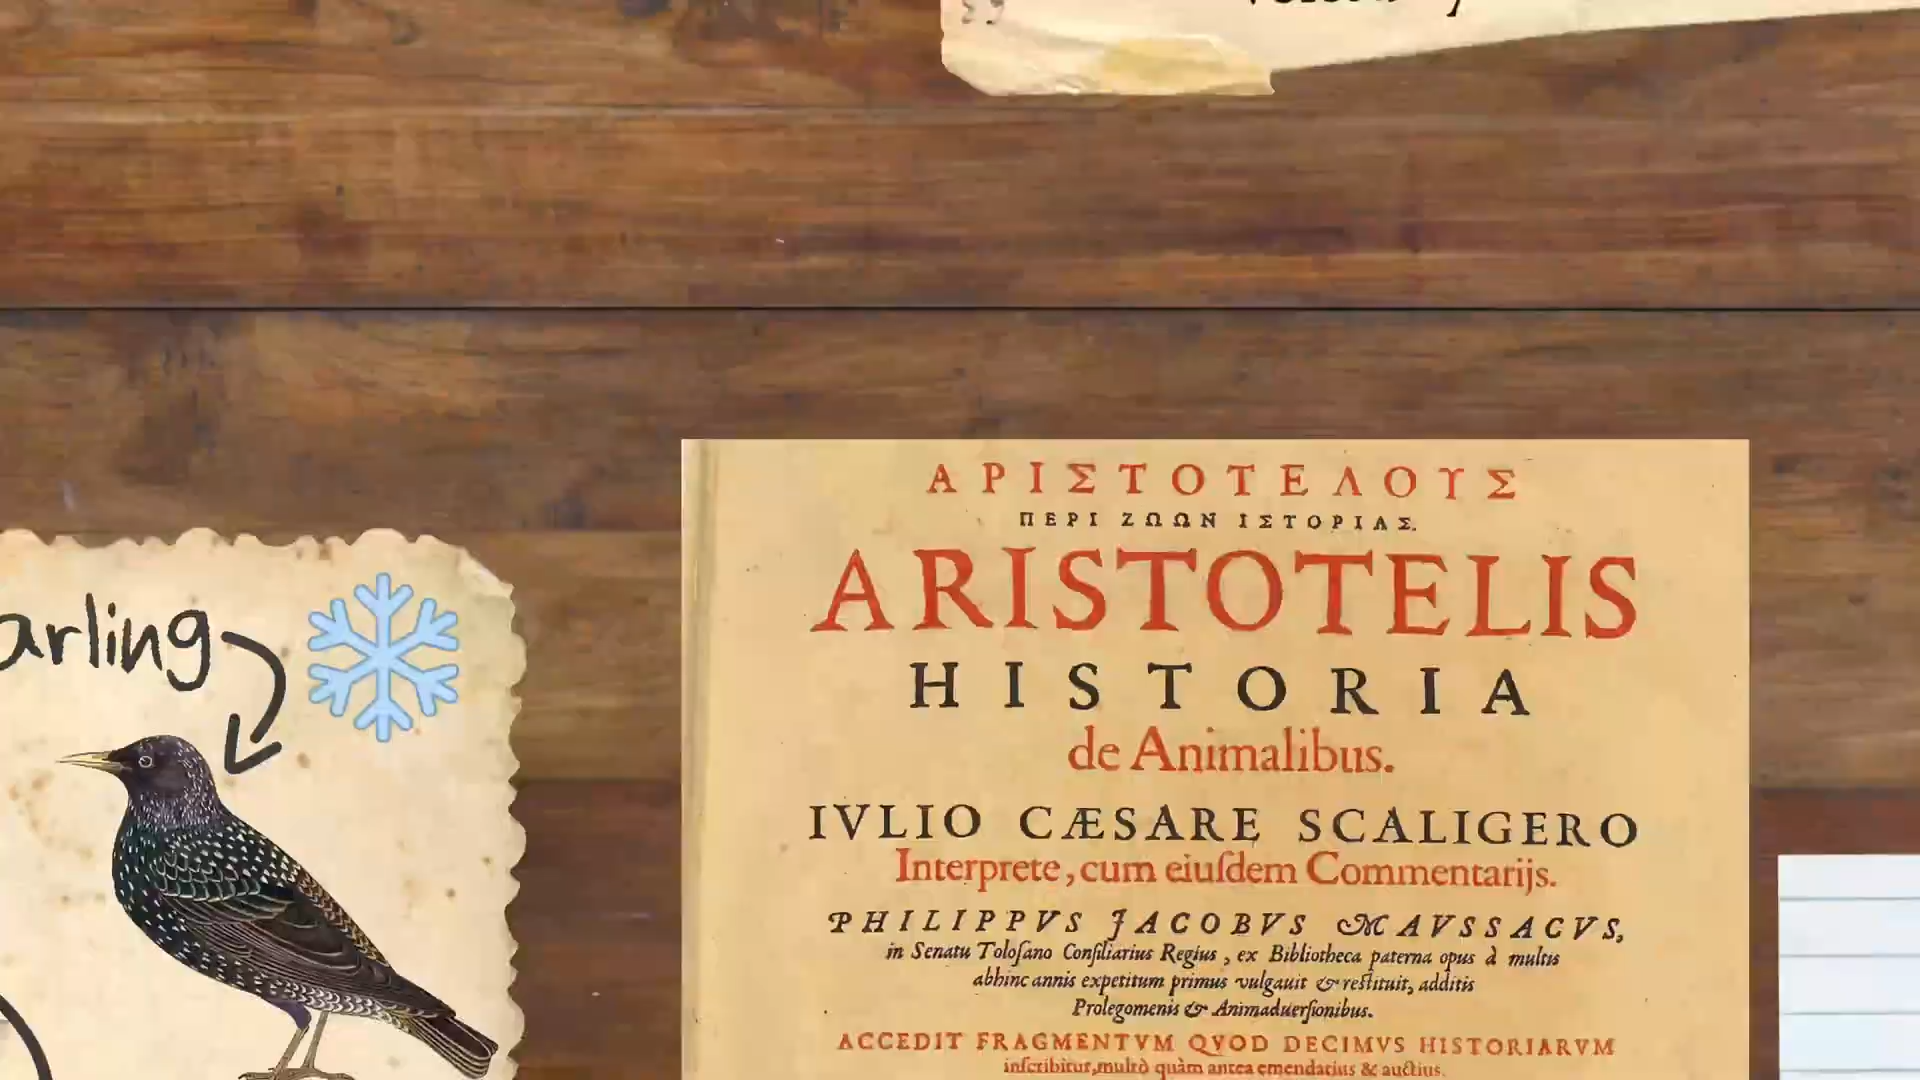 arling
ΑΡΙΣΤΟΤΕΛΟΥΣ
ΠΕΡΙ ΖΩΩΝ ΙΣΤΟΡΙΑΣ.
ARISTOTELIS
HISTORIA
de Animalibus.
IVLIO CÆSARE SCALIGERO
Interprete, cum eiuſdem Commentarijs.
PHILIPPVS JACOBVS MAVSSACVS,
in Senatu Toloſano Conſiliarius Regius, ex Bibliotheca paterna opus à multis
abhinc annis expetitum primus vulgauit & reſtituit, additis
Prolegomenis & Animaduerſionibus.
ACCEDIT FRAGMENTVM QVOD DECIMVS HISTORIARVM
inſcribitur, multò quàm antea emendatius & auctius.